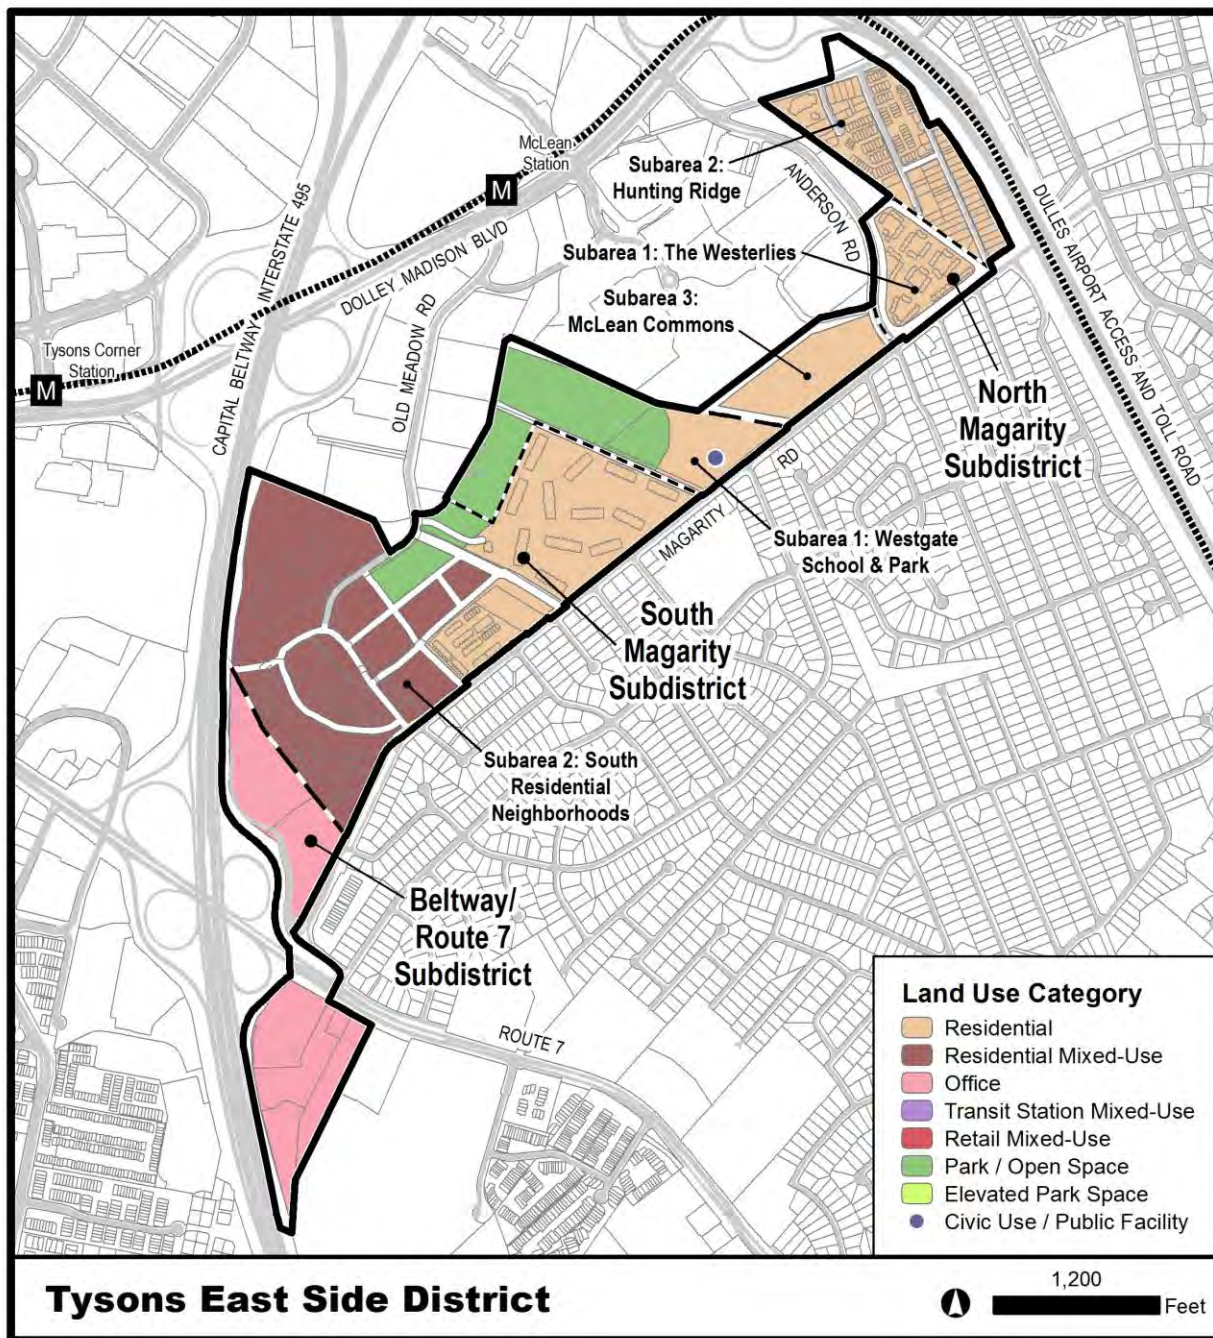 McLean
Station
M
Tysons Corner
Station
M
CAPITAL BELTWAY INTERSTATE 495
DOLLEY MADISON BLVD
OLD MEADOW RD
ANDERSON RD
DULLES AIRPORT ACCESS AND TOLL ROAD
Subarea 2:
Hunting Ridge
Subarea 1: The Westerlies
Subarea 3:
McLean Commons
North
Magarity
Subdistrict
MAGARITY RD
Subarea 1: Westgate
School & Park
South
Magarity
Subdistrict
Subarea 2: South
Residential
Neighborhoods
Beltway/
Route 7
Subdistrict
ROUTE 7
Land Use Category
Residential
Residential Mixed-Use
Office
Transit Station Mixed-Use
Retail Mixed-Use
Park / Open Space
Elevated Park Space
Civic Use / Public Facility
Tysons East Side District
1,200
Feet